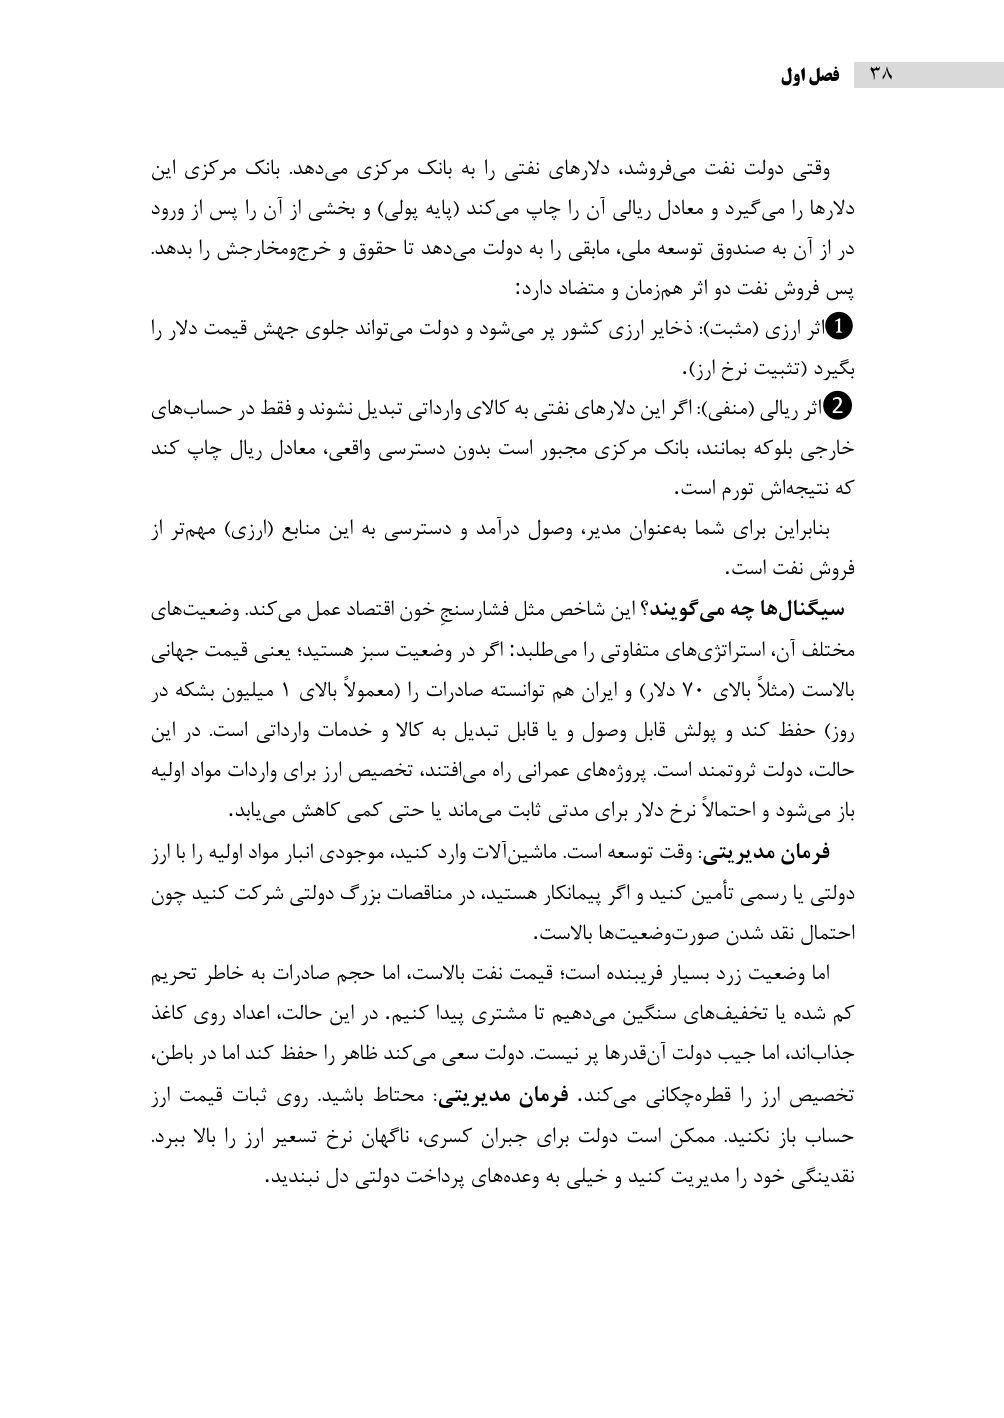 ۳۸ فصل اول
وقتی دولت نفت می‌فروشد، دلارهای نفتی را به بانک مرکزی می‌دهد. بانک مرکزی این
دلارها را می‌گیرد و معادل ریالی آن را چاپ می‌کند (پایه پولی) و بخشی از آن را پس از ورود
در از آن به صندوق توسعه ملی، مابقی را به دولت می‌دهد تا حقوق و خرج‌ومخارجش را بدهد.
پس فروش نفت دو اثر هم‌زمان و متضاد دارد:
❶اثر ارزی (مثبت): ذخایر ارزی کشور پر می‌شود و دولت می‌تواند جلوی جهش قیمت دلار را
بگیرد (تثبیت نرخ ارز).
❷اثر ریالی (منفی): اگر این دلارهای نفتی به کالای وارداتی تبدیل نشوند و فقط در حساب‌های
خارجی بلوکه بمانند، بانک مرکزی مجبور است بدون دسترسی واقعی، معادل ریال چاپ کند
که نتیجه‌اش تورم است.
بنابراین برای شما به‌عنوان مدیر، وصول درآمد و دسترسی به این منابع (ارزی) مهم‌تر از
فروش نفت است.
سیگنال‌ها چه می‌گویند؟ این شاخص مثل فشارسنجِ خون اقتصاد عمل می‌کند. وضعیت‌های
مختلف آن، استراتژی‌های متفاوتی را می‌طلبد: اگر در وضعیت سبز هستید؛ یعنی قیمت جهانی
بالاست (مثلاً بالای ۷۰ دلار) و ایران هم توانسته صادرات را (معمولاً بالای ۱ میلیون بشکه در
روز) حفظ کند و پولش قابل وصول و یا قابل تبدیل به کالا و خدمات وارداتی است. در این
حالت، دولت ثروتمند است. پروژه‌های عمرانی راه می‌افتند، تخصیص ارز برای واردات مواد اولیه
باز می‌شود و احتمالاً نرخ دلار برای مدتی ثابت می‌ماند یا حتی کمی کاهش می‌یابد.
فرمان مدیریتی: وقت توسعه است. ماشین‌آلات وارد کنید، موجودی انبار مواد اولیه را با ارز
دولتی یا رسمی تأمین کنید و اگر پیمانکار هستید، در مناقصات بزرگ دولتی شرکت کنید چون
احتمال نقد شدن صورت‌وضعیت‌ها بالاست.
اما وضعیت زرد بسیار فریبنده است؛ قیمت نفت بالاست، اما حجم صادرات به خاطر تحریم
کم شده یا تخفیف‌های سنگین می‌دهیم تا مشتری پیدا کنیم. در این حالت، اعداد روی کاغذ
جذاب‌اند، اما جیب دولت آن‌قدرها پر نیست. دولت سعی می‌کند ظاهر را حفظ کند اما در باطن،
تخصیص ارز را قطره‌چکانی می‌کند. فرمان مدیریتی: محتاط باشید. روی ثبات قیمت ارز
حساب باز نکنید. ممکن است دولت برای جبران کسری، ناگهان نرخ تسعیر ارز را بالا ببرد.
نقدینگی خود را مدیریت کنید و خیلی به وعده‌های پرداخت دولتی دل نبندید.